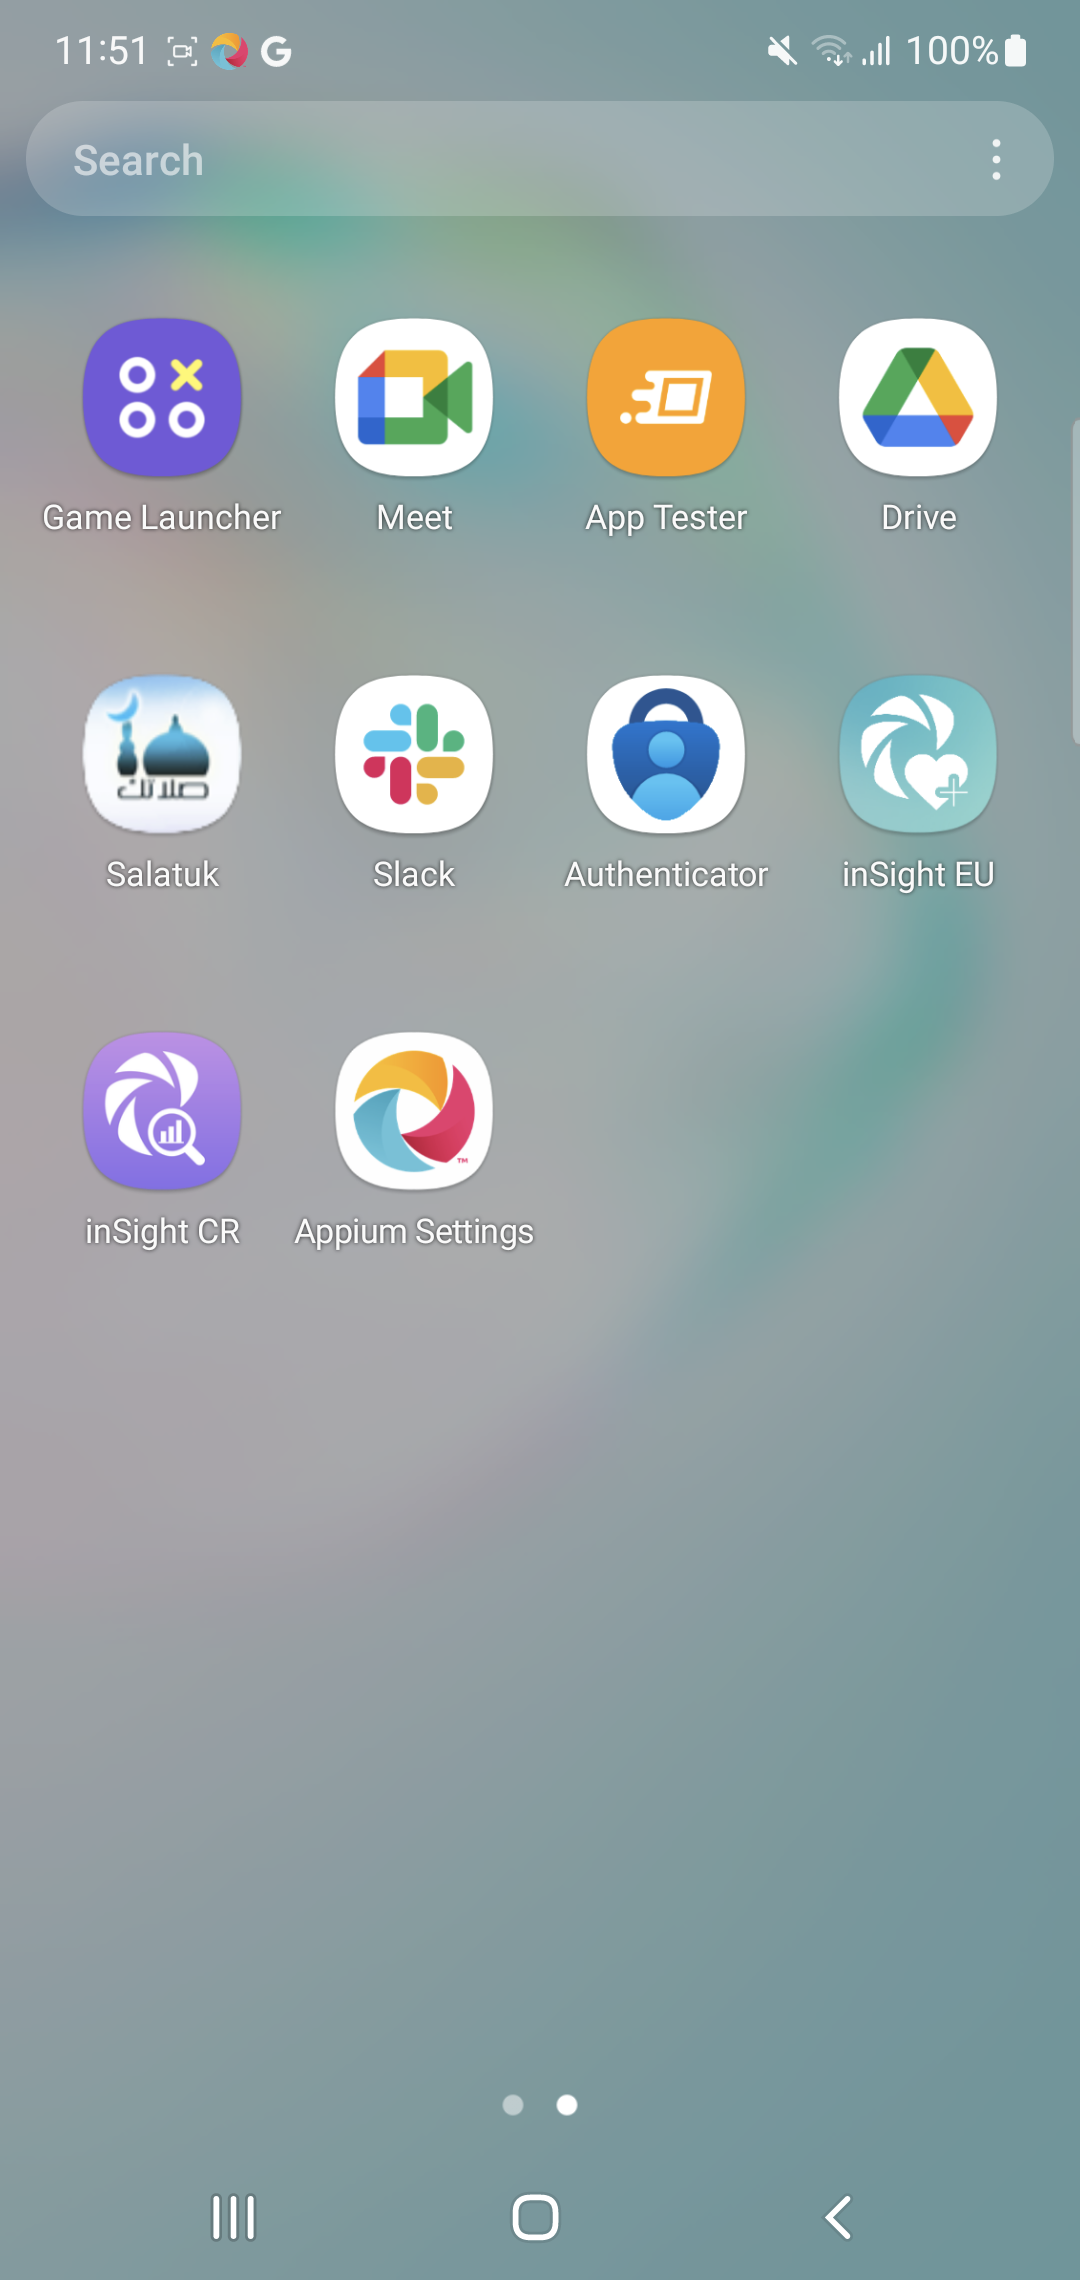 11:51
100%
Search
Game Launcher
Meet
App Tester
Drive
صلاتك
Salatuk
Slack
Authenticator
inSight EU
TM
inSight CR
Appium Settings